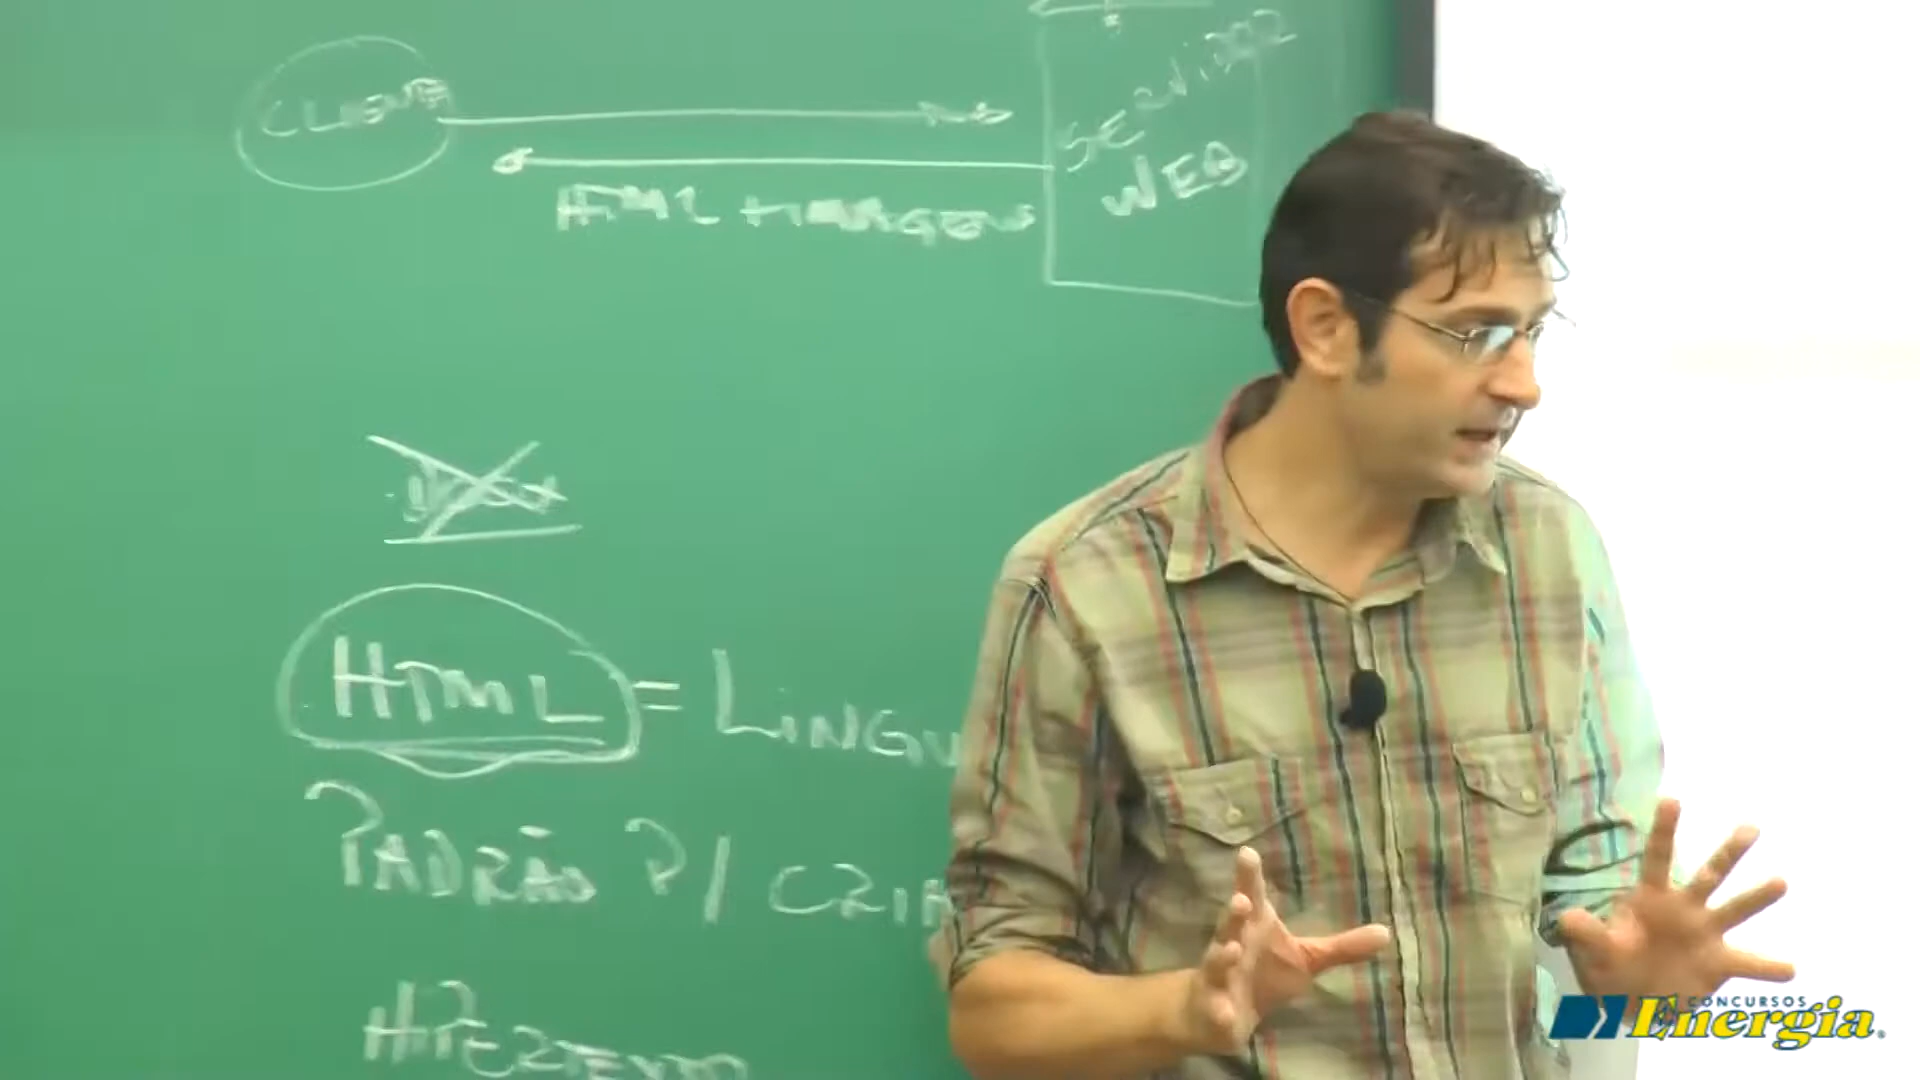 CLIENTE
SERVIDOR
WEB
HTML + IMAGENS
HTML = LINGU
PADRÃO P/ CRIA
HIPERTEXTO
CONCURSOS
Energia